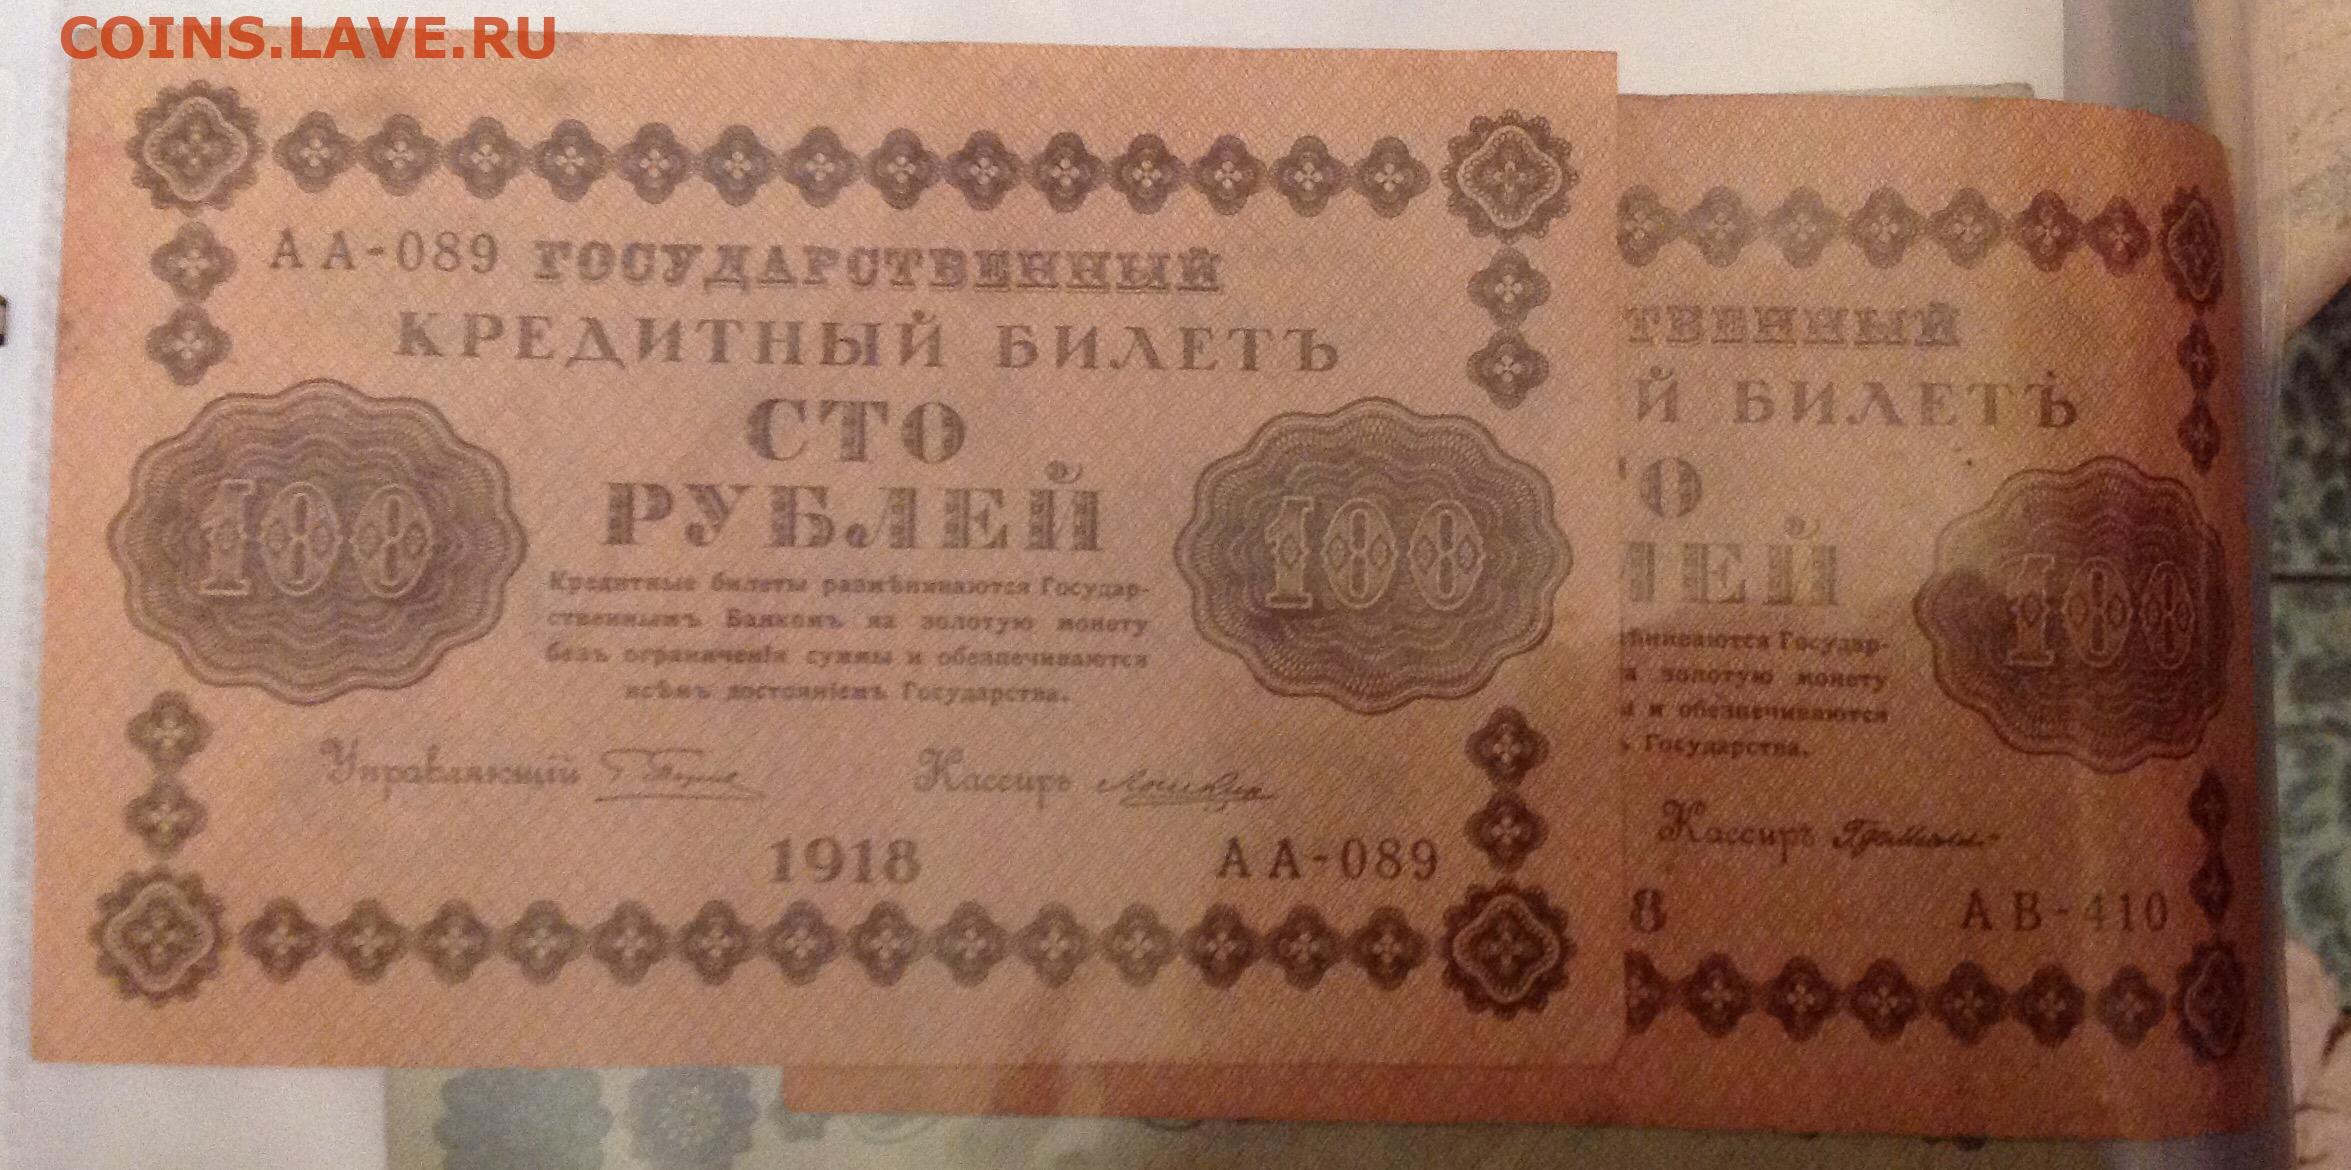 COINS.LAVE.RU
АА-089 ГОСУДАРСТВЕННЫЙ
КРЕДИТНЫЙ БИЛЕТЪ
СТО
РУБЛЕЙ
100
100
Кредитные билеты размѣниваются Государ-
ственнымъ Банкомъ на золотую монету
безъ ограниченія суммы и обезпечиваются
всѣмъ достояніемъ Государства.
Управляющій
Кассиръ
1918
АА-089
ТВЕННЫЙ
Й БИЛЕТЪ
О
ЛЕЙ
100
ѣниваются Государ-
а золотую монету
ы и обезпечиваются
ъ Государства.
Кассиръ
8
АВ-410